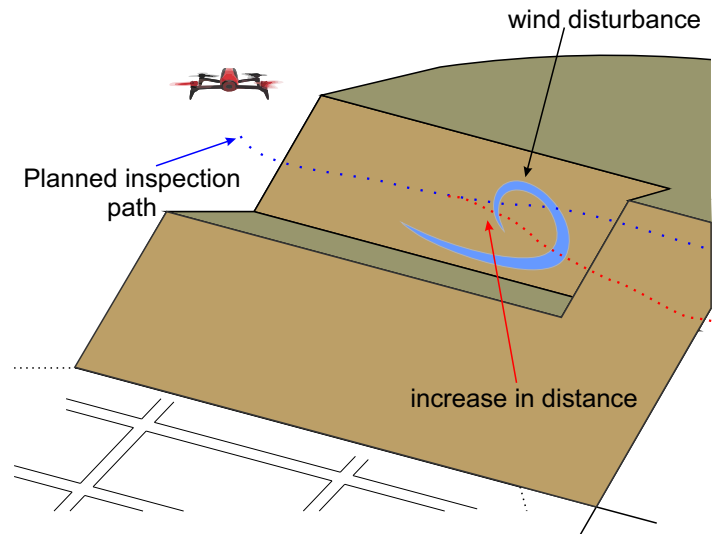 wind disturbance
Planned inspection
path
increase in distance